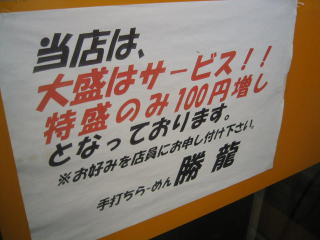 当店は、
大盛はサービス！！
特盛のみ100円増し
となっております。
※お好みを店員にお申し付け下さい。
手打ちらーめん 勝龍